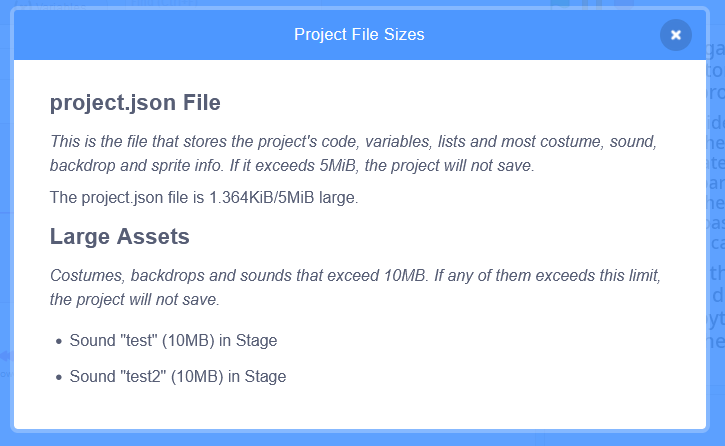 Project File Sizes
project.json File
This is the file that stores the project's code, variables, lists and most costume, sound,
backdrop and sprite info. If it exceeds 5MiB, the project will not save.
The project.json file is 1.364KiB/5MiB large.
Large Assets
Costumes, backdrops and sounds that exceed 10MB. If any of them exceeds this limit,
the project will not save.
• Sound "test" (10MB) in Stage
• Sound "test2" (10MB) in Stage